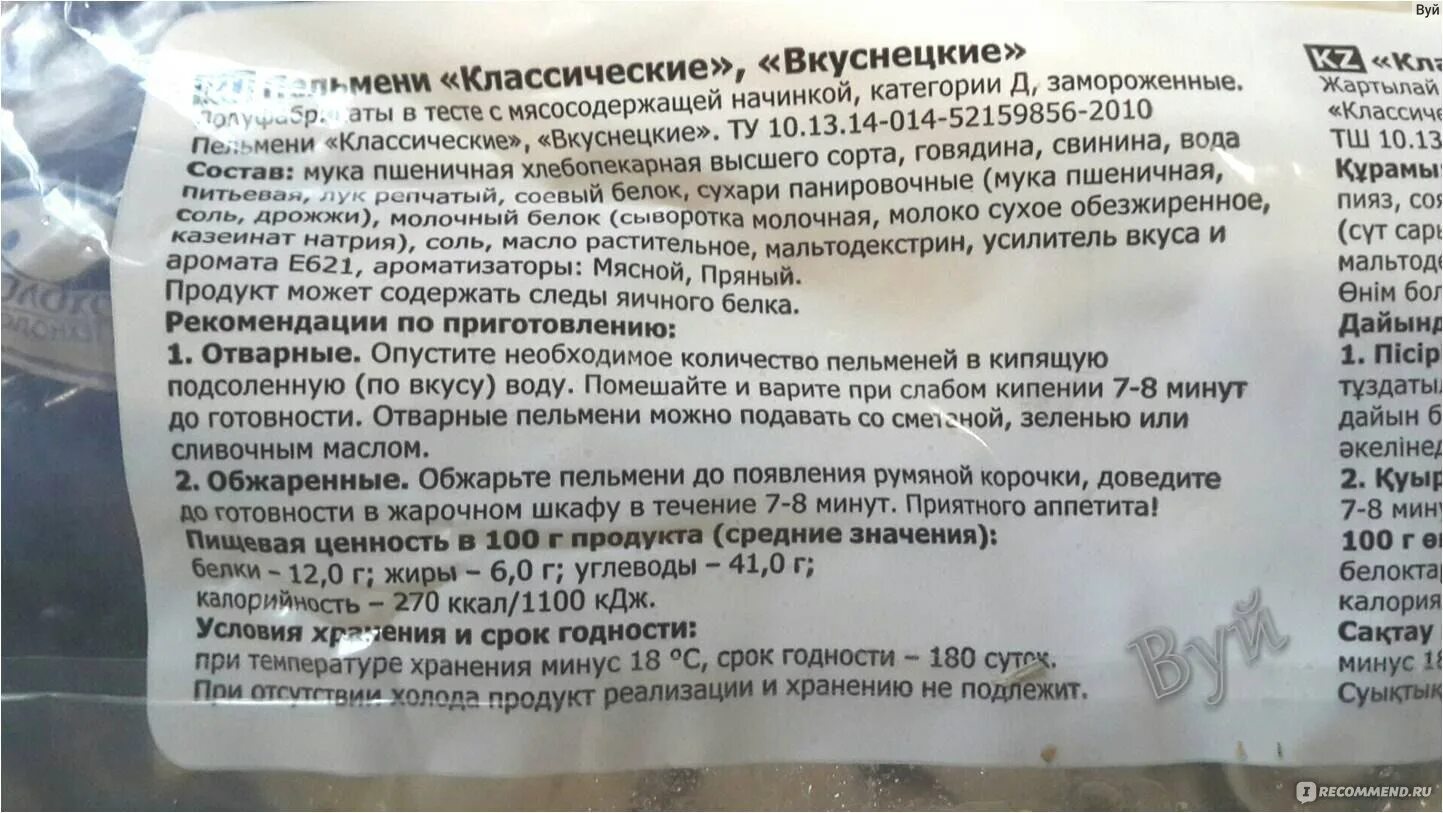 Вуй
Пельмени «Классические», «Вкуснецкие»
Полуфабрикаты в тесте с мясосодержащей начинкой, категории Д, замороженные.
Пельмени «Классические», «Вкуснецкие». ТУ 10.13.14-014-52159856-2010
Состав: мука пшеничная хлебопекарная высшего сорта, говядина, свинина, вода
питьевая, лук репчатый, соевый белок, сухари панировочные (мука пшеничная,
соль, дрожжи), молочный белок (сыворотка молочная, молоко сухое обезжиренное,
казеинат натрия), соль, масло растительное, мальтодекстрин, усилитель вкуса и
аромата Е621, ароматизаторы: Мясной, Пряный.
Продукт может содержать следы яичного белка.
Рекомендации по приготовлению:
1. Отварные. Опустите необходимое количество пельменей в кипящую
подсоленную (по вкусу) воду. Помешайте и варите при слабом кипении 7-8 минут
до готовности. Отварные пельмени можно подавать со сметаной, зеленью или
сливочным маслом.
2. Обжаренные. Обжарьте пельмени до появления румяной корочки, доведите
до готовности в жарочном шкафу в течение 7-8 минут. Приятного аппетита!
Пищевая ценность в 100 г продукта (средние значения):
белки – 12,0 г; жиры – 6,0 г; углеводы – 41,0 г;
калорийность – 270 ккал/1100 кДж.
Условия хранения и срок годности:
при температуре хранения минус 18 °С, срок годности – 180 суток.
При отсутствии холода продукт реализации и хранению не подлежит.
KZ «Кла
Жартылай
«Классиче
ТШ 10.13
Құрамы
пияз, соя
(сүт сары
мальтоде
Өнім бол
Дайынд
1. Пісір
тұздаты
дайын б
әкелінед
2. Қуыр
7-8 мин
100 г ө
белокта
калория
Сақтау
минус 18
Суықтық
Вуй
IRECOMMEND.RU